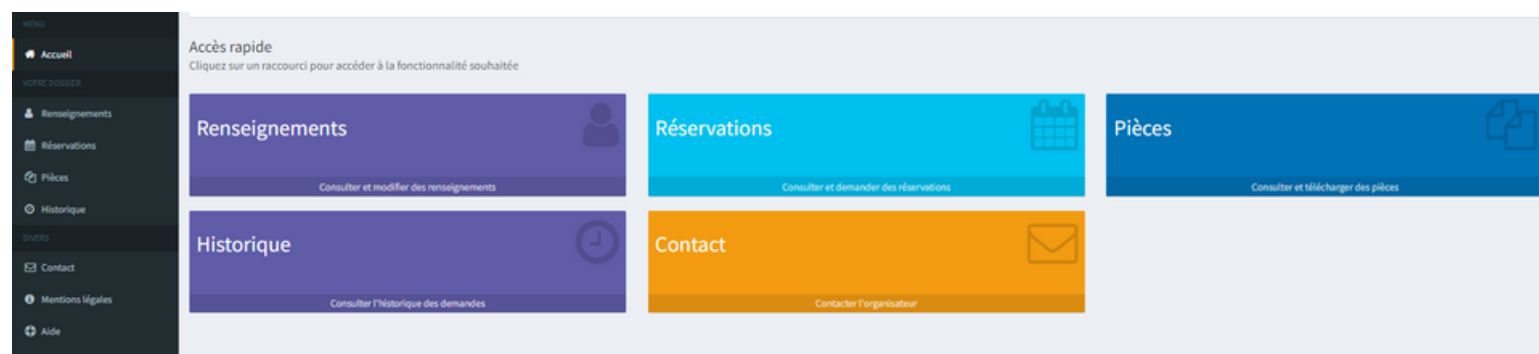 MENU
Accueil
VOTRE DOSSIER
Renseignements
Réservations
Pièces
Historique
DIVERS
Contact
Mentions légales
Aide
Accès rapide
Cliquez sur un raccourci pour accéder à la fonctionnalité souhaitée
Renseignements
Consulter et modifier des renseignements
Réservations
Consulter et demander des réservations
Pièces
Consulter et télécharger des pièces
Historique
Consulter l'historique des demandes
Contact
Contacter l'organisateur